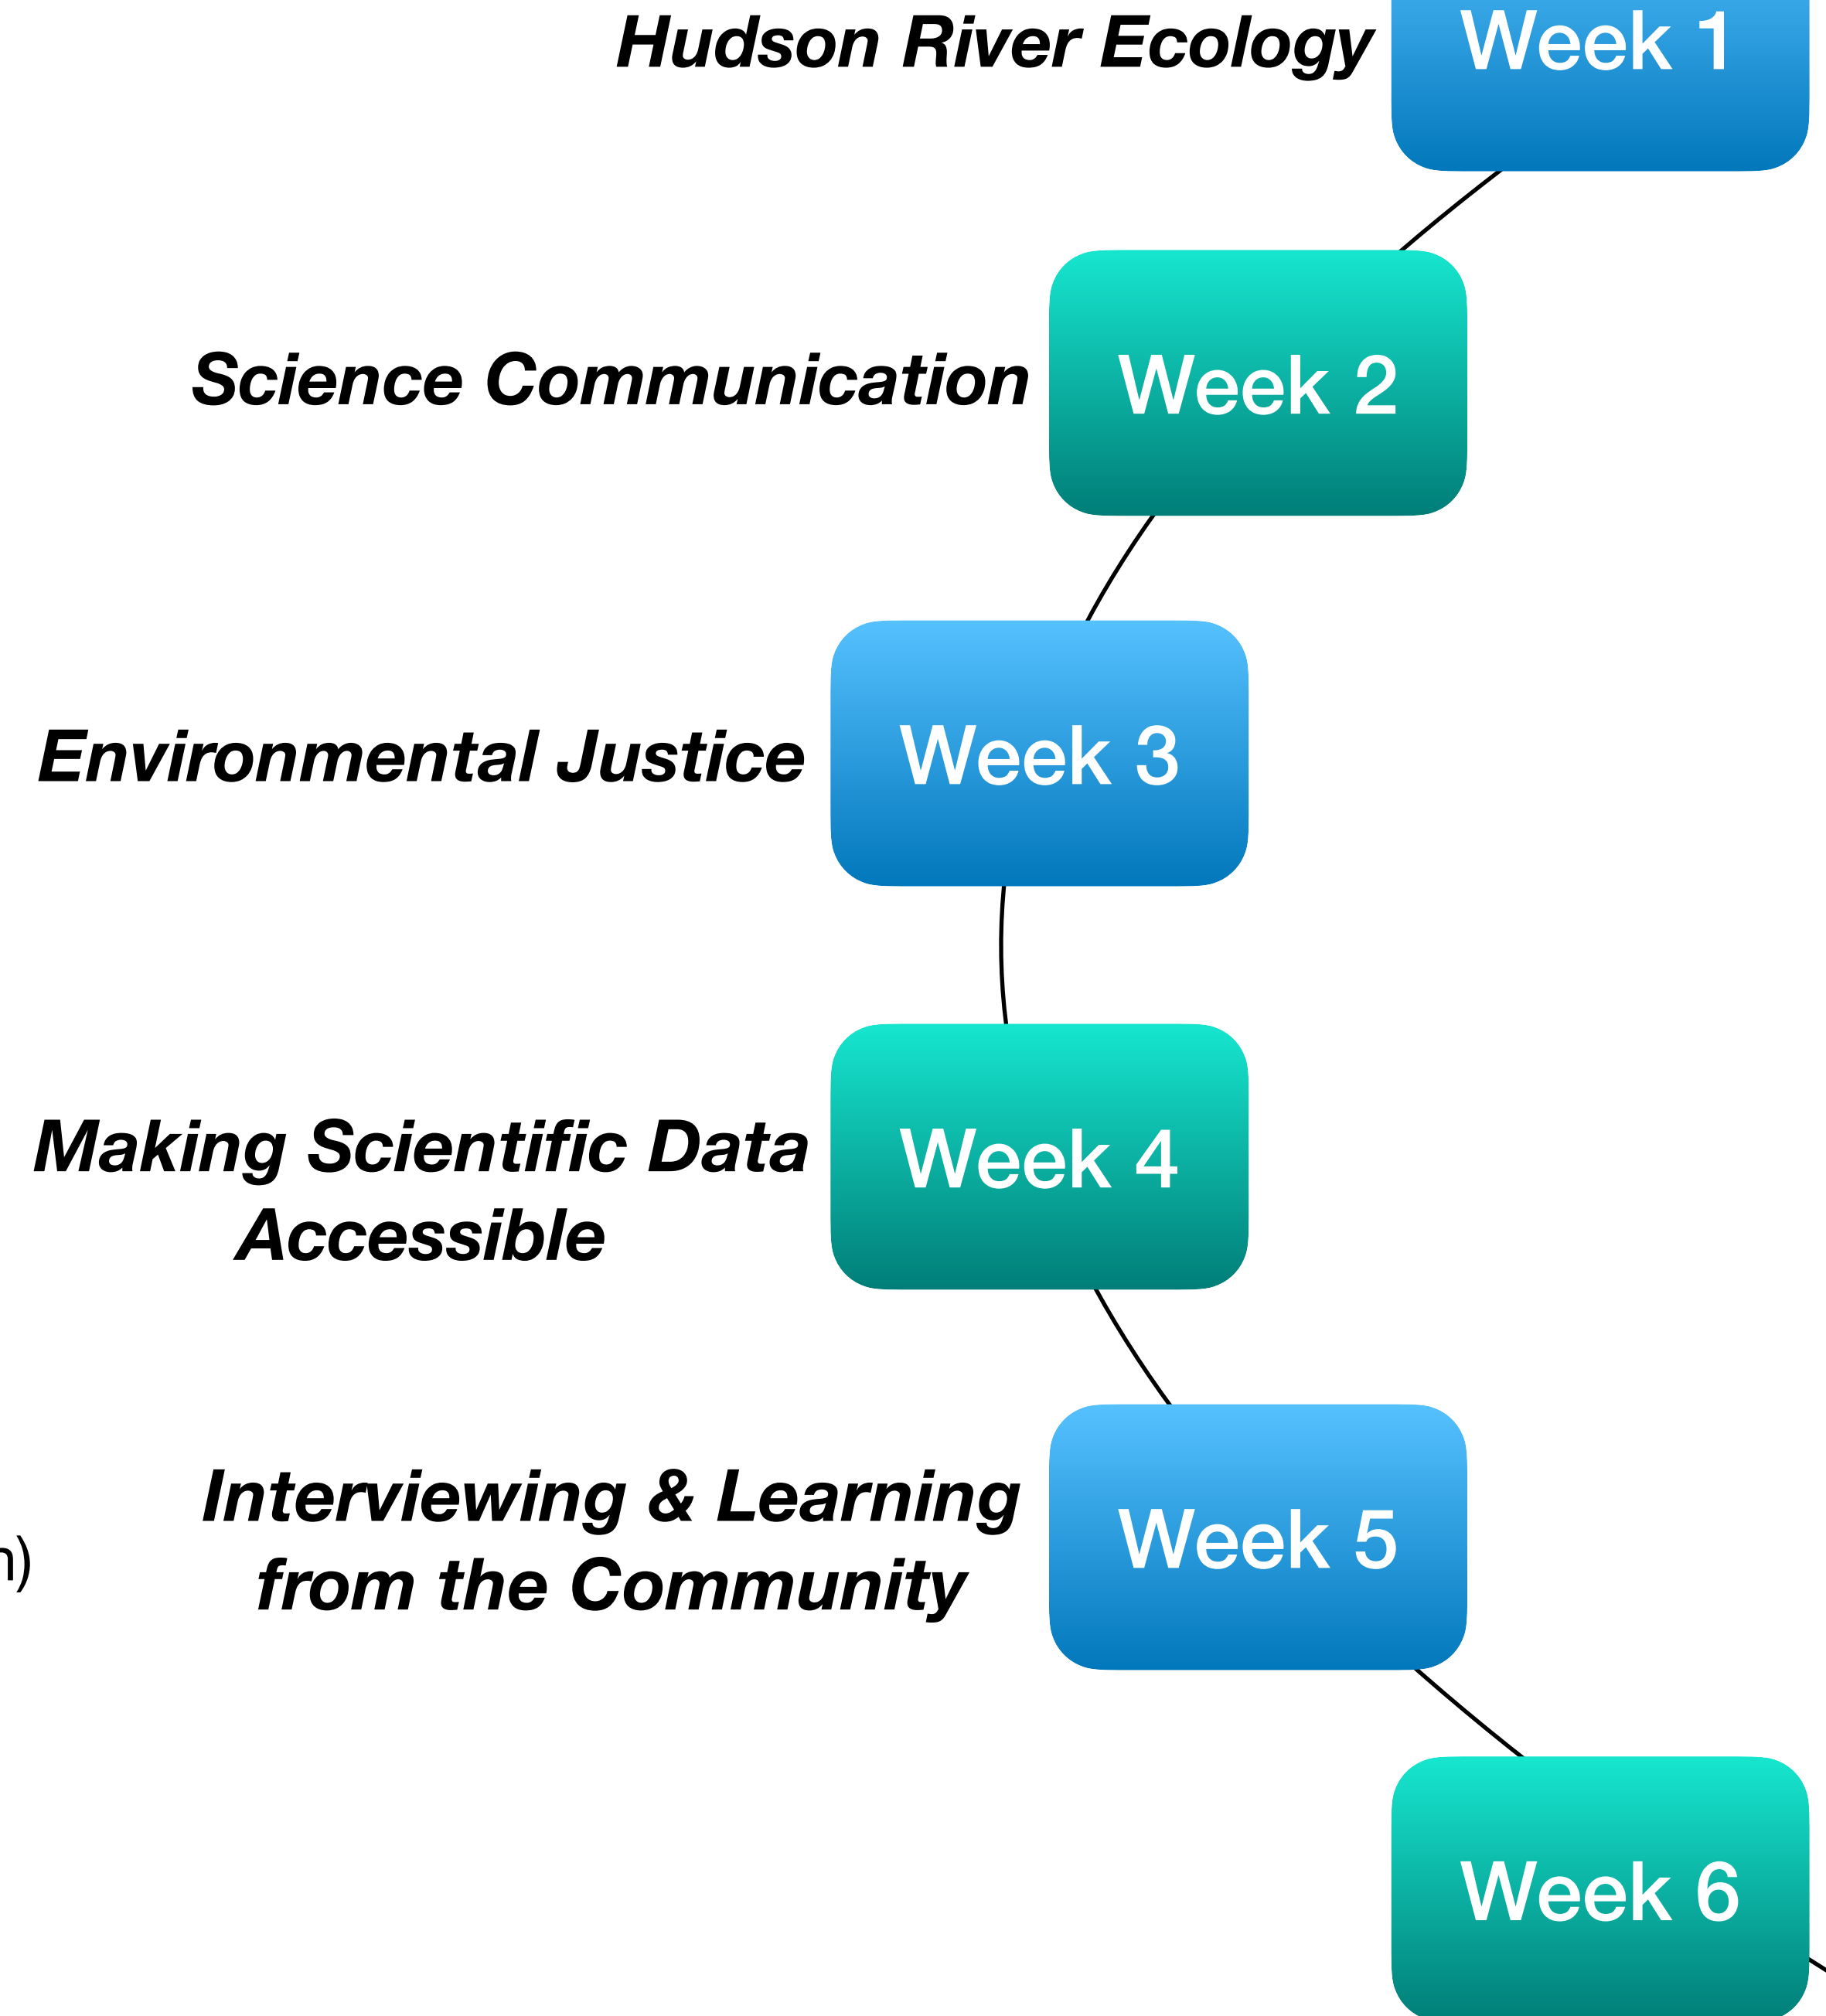 Hudson River Ecology
Week 1
Science Communication
Week 2
Environmental Justice
Week 3
Making Scientific Data
Accessible
Week 4
Interviewing & Learning
from the Community
Week 5
Week 6